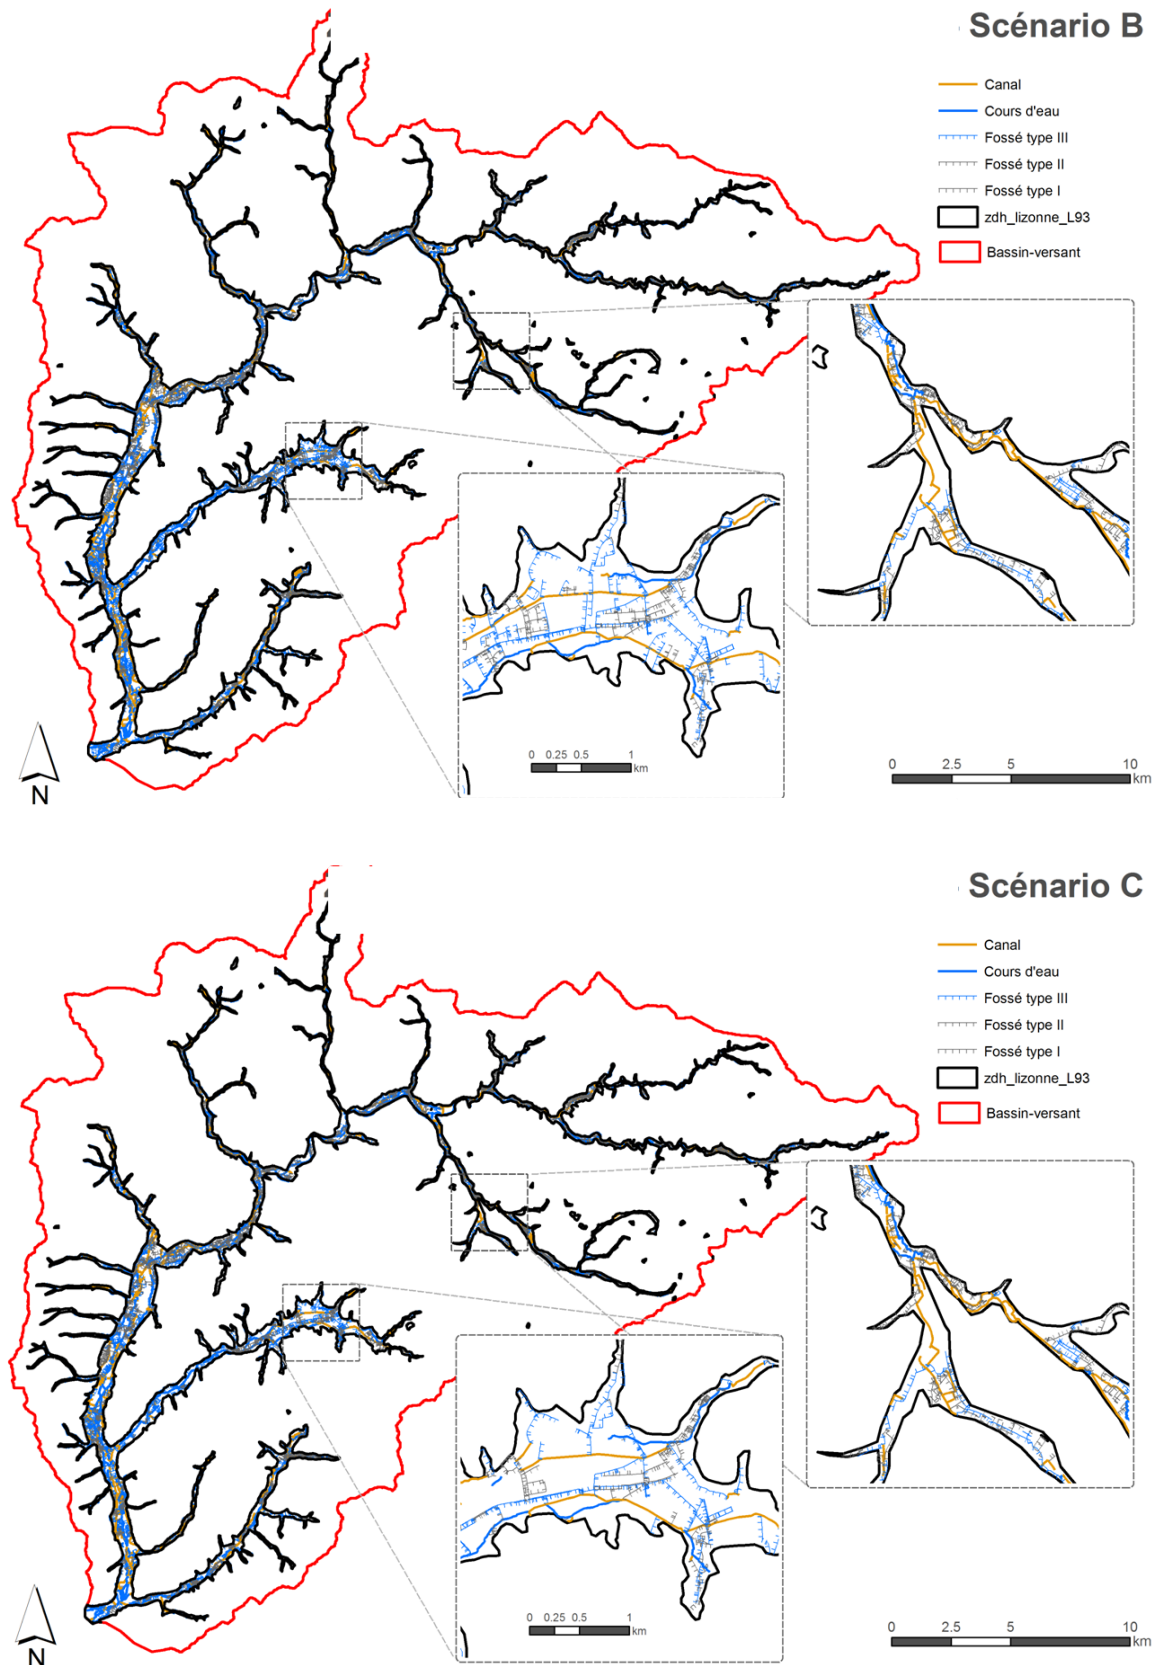 Scénario B
Canal
Cours d'eau
Fossé type III
Fossé type II
Fossé type I
zdh_lizonne_L93
Bassin-versant
0 0.25 0.5 1
km
0 2.5 5 10
km
N
Scénario C
Canal
Cours d'eau
Fossé type III
Fossé type II
Fossé type I
zdh_lizonne_L93
Bassin-versant
0 0.25 0.5 1
km
0 2.5 5 10
km
N